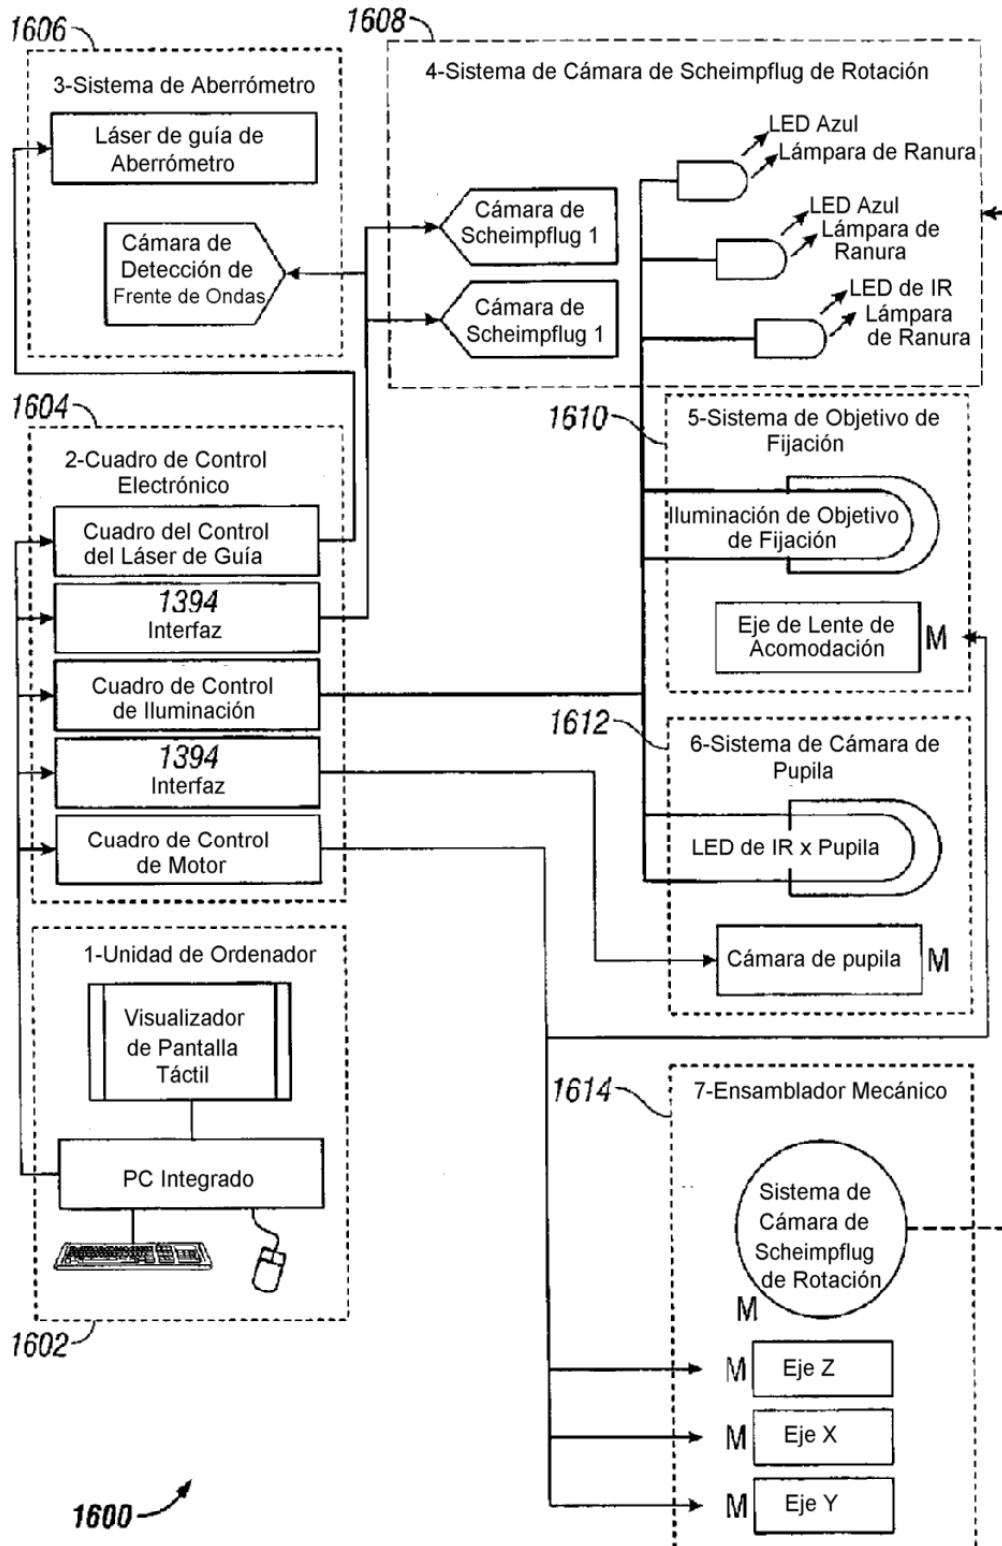 1606
3-Sistema de Aberrómetro
Láser de guía de
Aberrómetro
Cámara de
Detección de
Frente de Ondas
1608
4-Sistema de Cámara de Scheimpflug de Rotación
LED Azul
Lámpara de Ranura
Cámara de
Scheimpflug 1
LED Azul
Lámpara de
Ranura
Cámara de
Scheimpflug 1
LED de IR
Lámpara
de Ranura
1604
2-Cuadro de Control
Electrónico
Cuadro del Control
del Láser de Guía
1394
Interfaz
Cuadro de Control
de Iluminación
1394
Interfaz
Cuadro de Control
de Motor
1610
5-Sistema de Objetivo de
Fijación
Iluminación de Objetivo
de Fijación
Eje de Lente de
Acomodación
M
1612
6-Sistema de Cámara de
Pupila
LED de IR x Pupila
Cámara de pupila
M
1-Unidad de Ordenador
Visualizador
de Pantalla
Táctil
PC Integrado
1602
1614
7-Ensamblador Mecánico
Sistema de
Cámara de
Scheimpflug
de Rotación
M
M
Eje Z
M
Eje X
M
Eje Y
1600